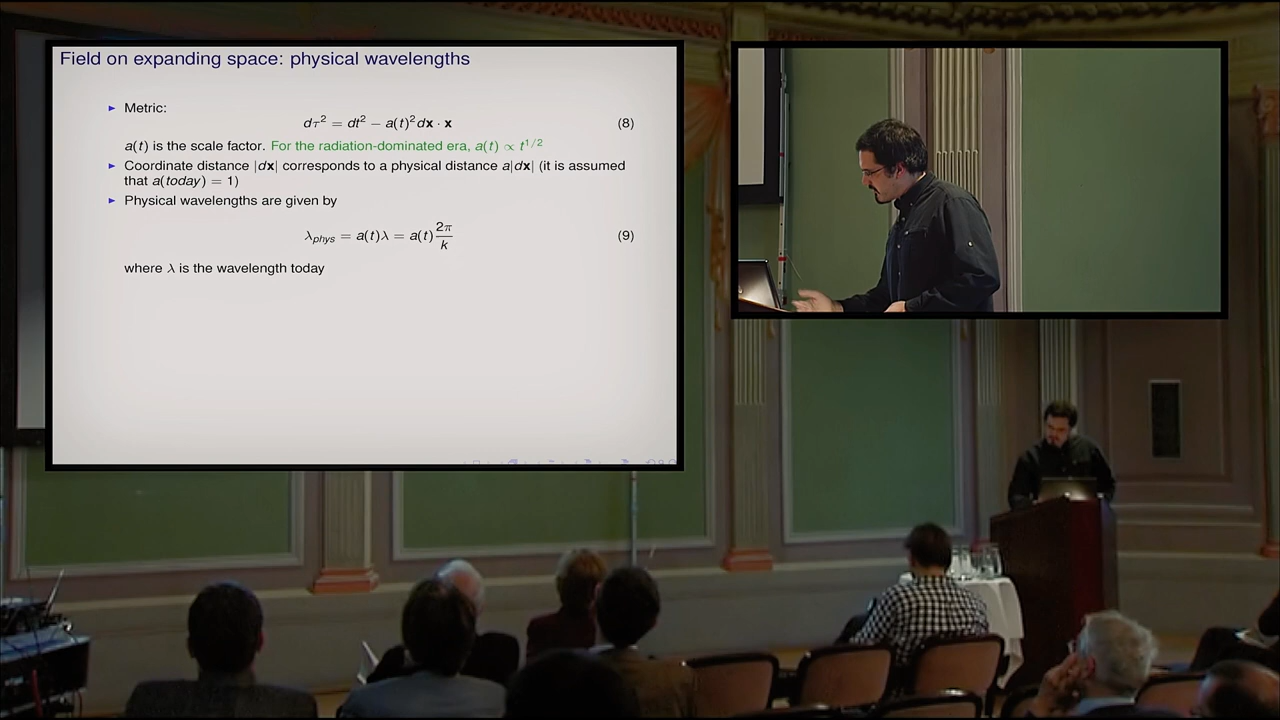 Field on expanding space: physical wavelengths
► Metric:
dτ² = dt² − a(t)²d𝐱 · 𝐱 (8)
a(t) is the scale factor. For the radiation-dominated era, a(t) ∝ t^{1/2}
► Coordinate distance |d𝐱| corresponds to a physical distance a|d𝐱| (it is assumed
that a(today) = 1)
► Physical wavelengths are given by
λ_{phys} = a(t)λ = a(t) 2π/k (9)
where λ is the wavelength today